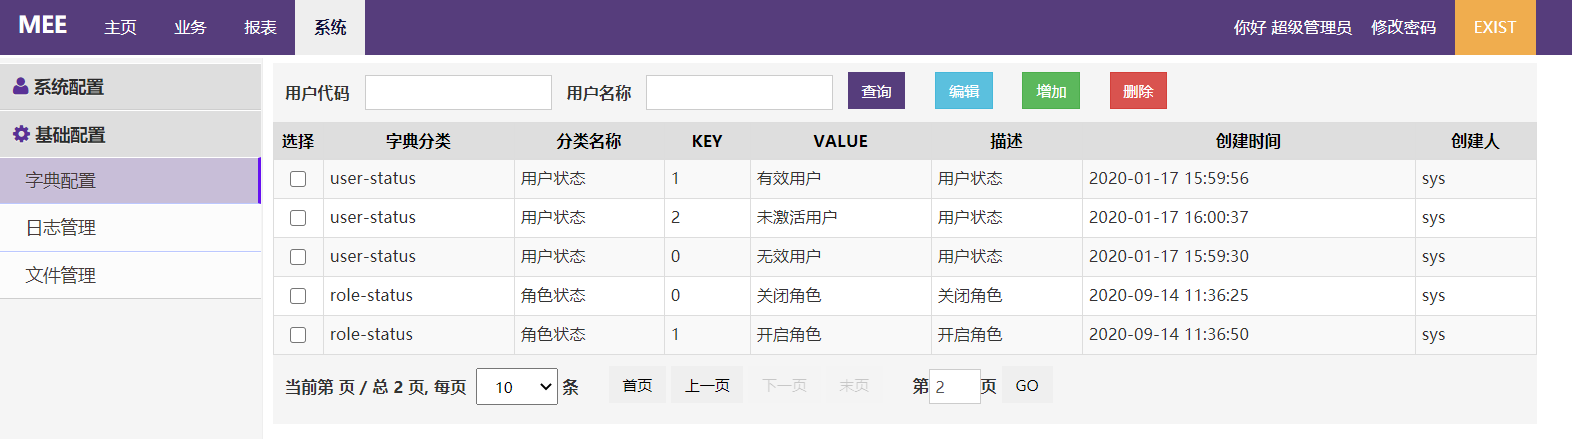 MEE 主页 业务 报表 系统 你好 超级管理员 修改密码 EXIST
系统配置
基础配置
字典配置
日志管理
文件管理
用户代码 用户名称 查询 编辑 增加 删除
选择 字典分类 分类名称 KEY VALUE 描述 创建时间 创建人
user-status 用户状态 1 有效用户 用户状态 2020-01-17 15:59:56 sys
user-status 用户状态 2 未激活用户 用户状态 2020-01-17 16:00:37 sys
user-status 用户状态 0 无效用户 用户状态 2020-01-17 15:59:30 sys
role-status 角色状态 0 关闭角色 关闭角色 2020-09-14 11:36:25 sys
role-status 角色状态 1 开启角色 开启角色 2020-09-14 11:36:50 sys
当前第 页 / 总 2 页, 每页 10 条 首页 上一页 下一页 末页 第 2 页 GO